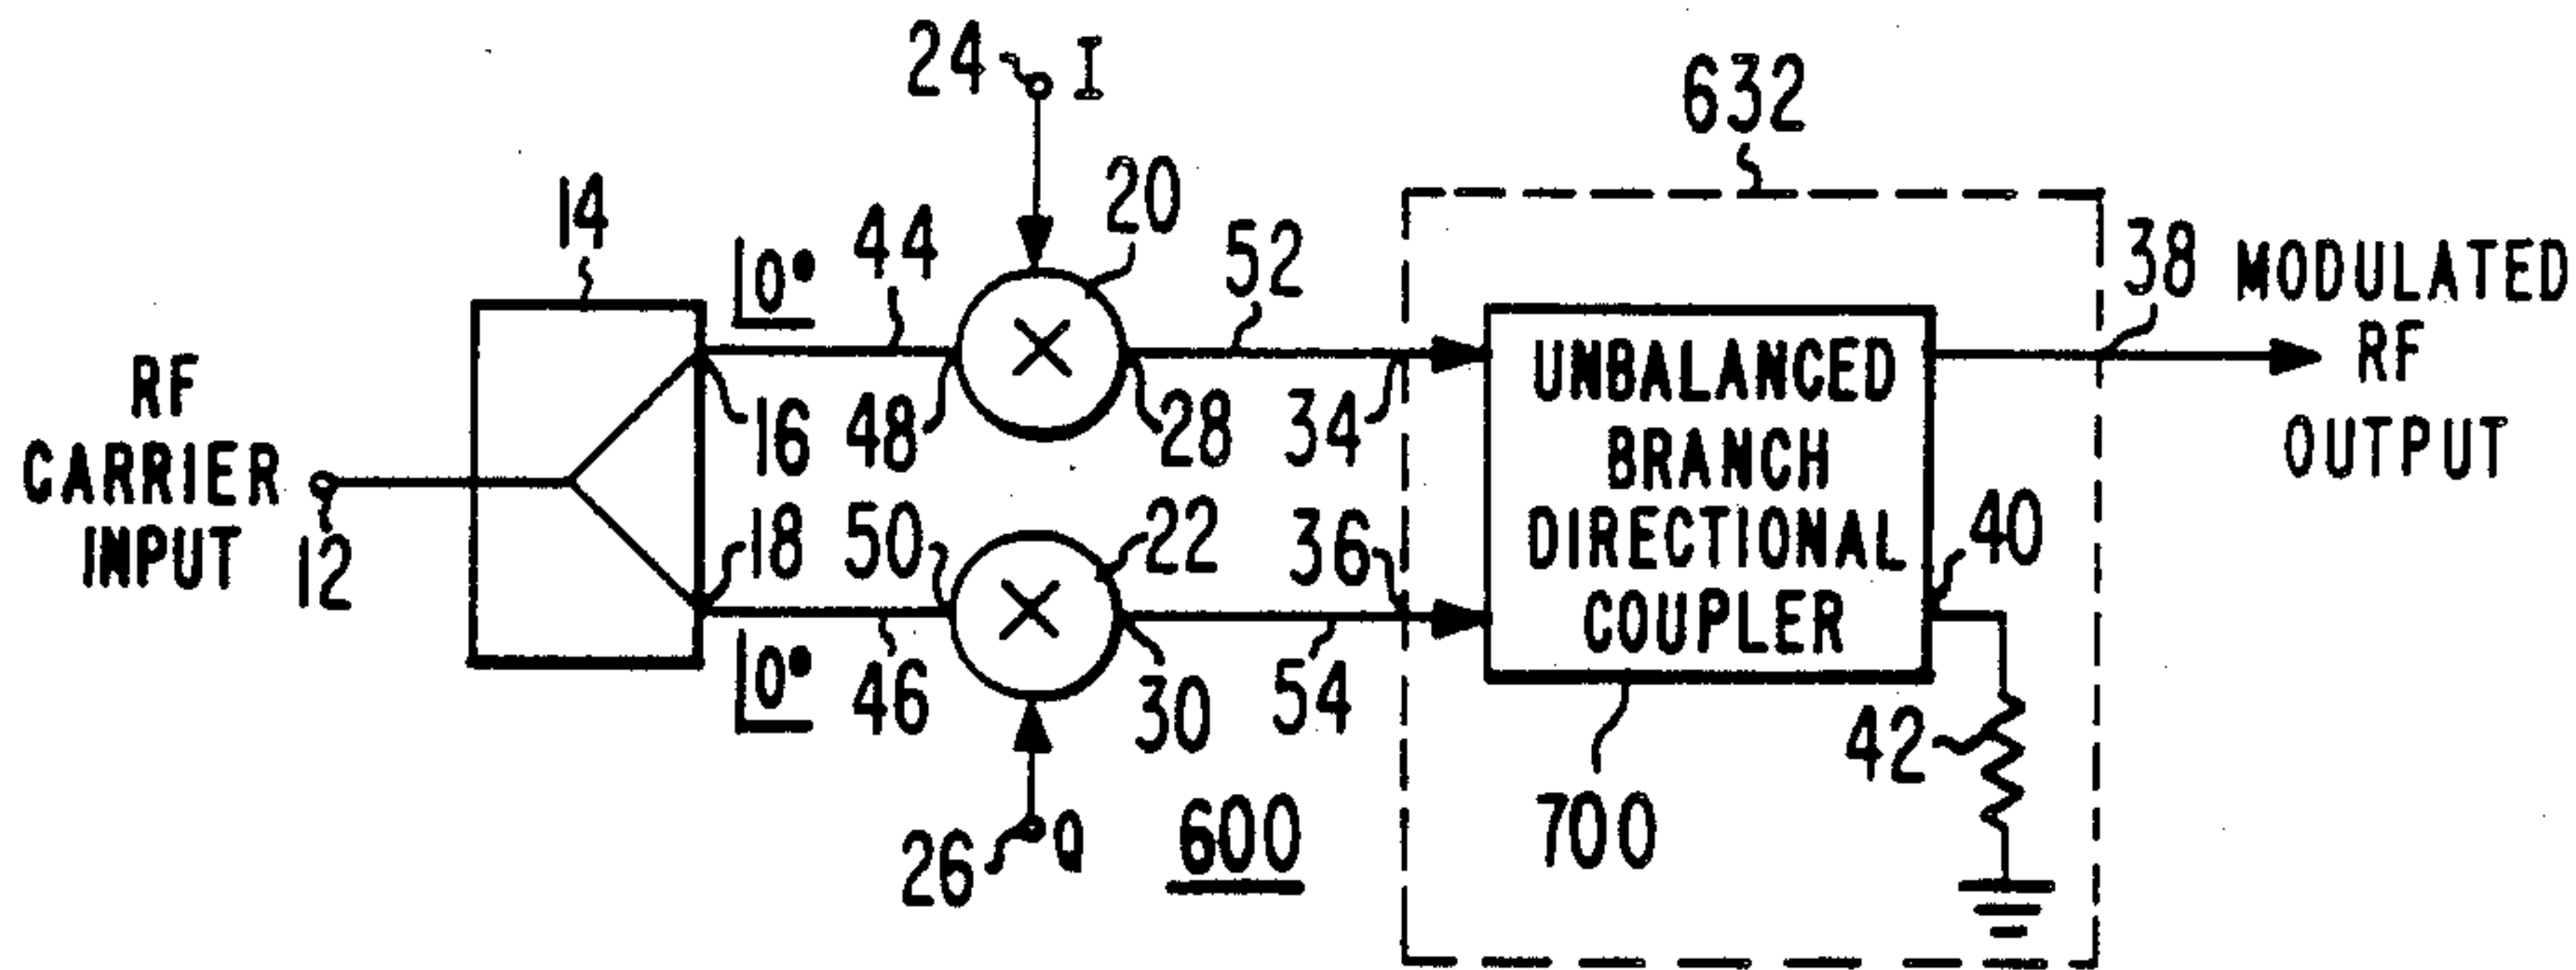 24 I
632
14
|0°
44
20
52
38
MODULATED
RF
OUTPUT
RF
CARRIER
INPUT
12
16
48
28
34
UNBALANCED
BRANCH
DIRECTIONAL
COUPLER
18
50
22
36
40
|0°
46
30
54
42
26 Q
600
700